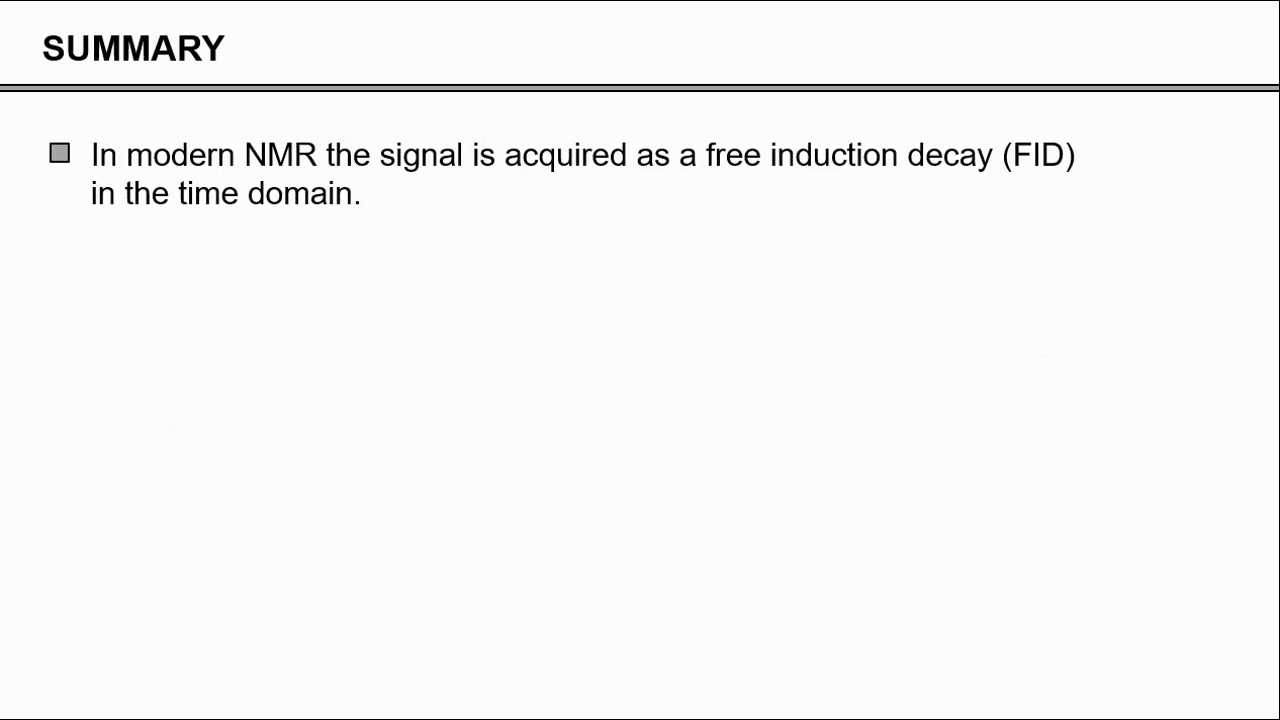 SUMMARY
In modern NMR the signal is acquired as a free induction decay (FID)
in the time domain.